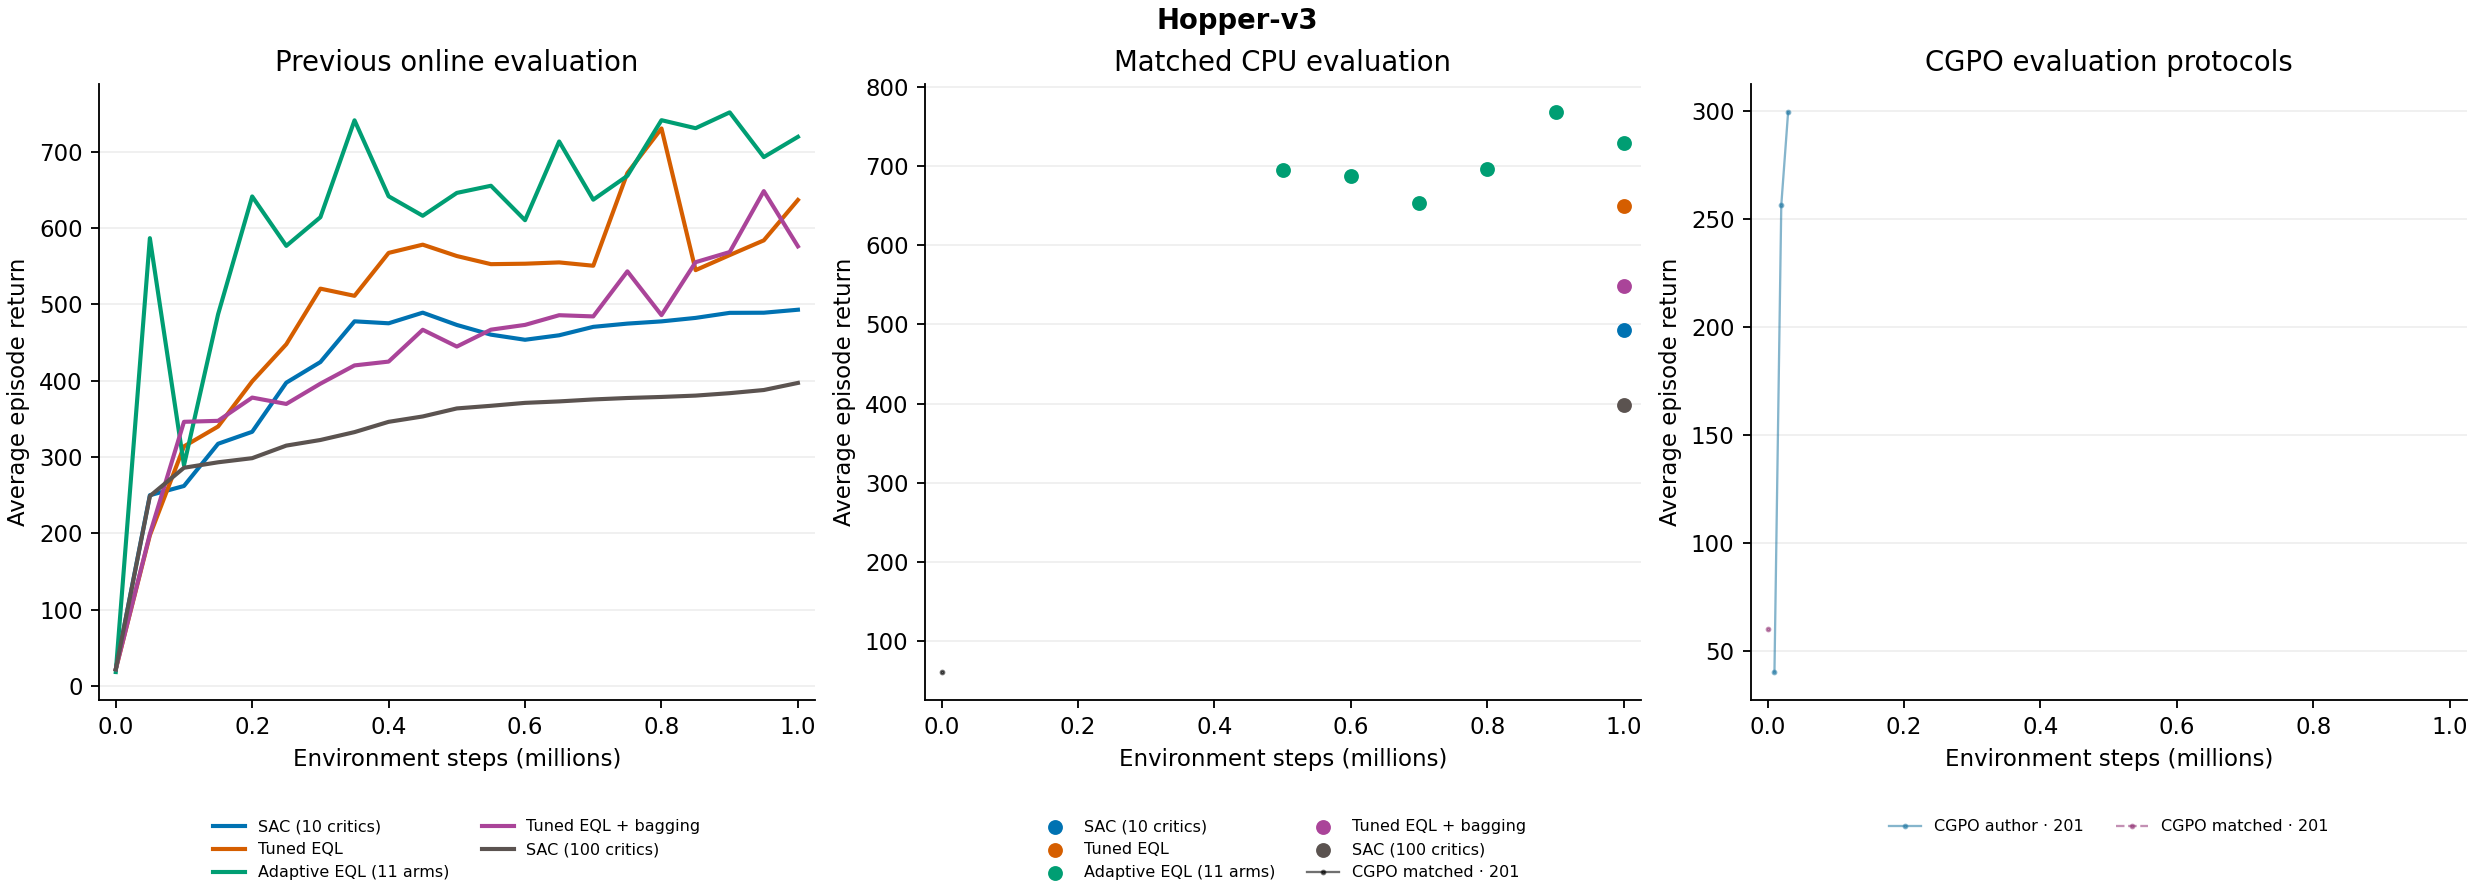 Hopper-v3
Previous online evaluation
Average episode return
700
600
500
400
300
200
100
0
0.0 0.2 0.4 0.6 0.8 1.0
Environment steps (millions)
SAC (10 critics)
Tuned EQL
Adaptive EQL (11 arms)
Tuned EQL + bagging
SAC (100 critics)
Matched CPU evaluation
Average episode return
800
700
600
500
400
300
200
100
0.0 0.2 0.4 0.6 0.8 1.0
Environment steps (millions)
SAC (10 critics)
Tuned EQL
Adaptive EQL (11 arms)
Tuned EQL + bagging
SAC (100 critics)
CGPO matched · 201
CGPO evaluation protocols
Average episode return
300
250
200
150
100
50
0.0 0.2 0.4 0.6 0.8 1.0
Environment steps (millions)
CGPO author · 201
CGPO matched · 201